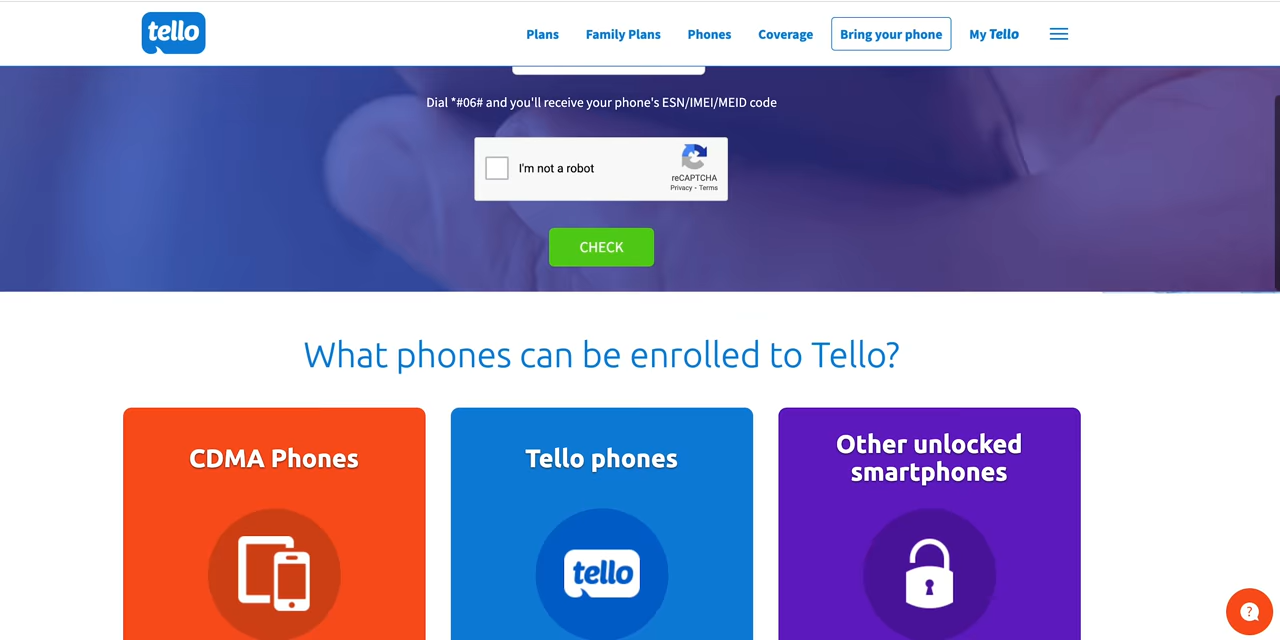 tello
Plans
Family Plans
Phones
Coverage
Bring your phone
My Tello
Dial *#06# and you'll receive your phone's ESN/IMEI/MEID code
I'm not a robot
reCAPTCHA
Privacy - Terms
CHECK
What phones can be enrolled to Tello?
CDMA Phones
Tello phones
tello
Other unlocked
smartphones
?